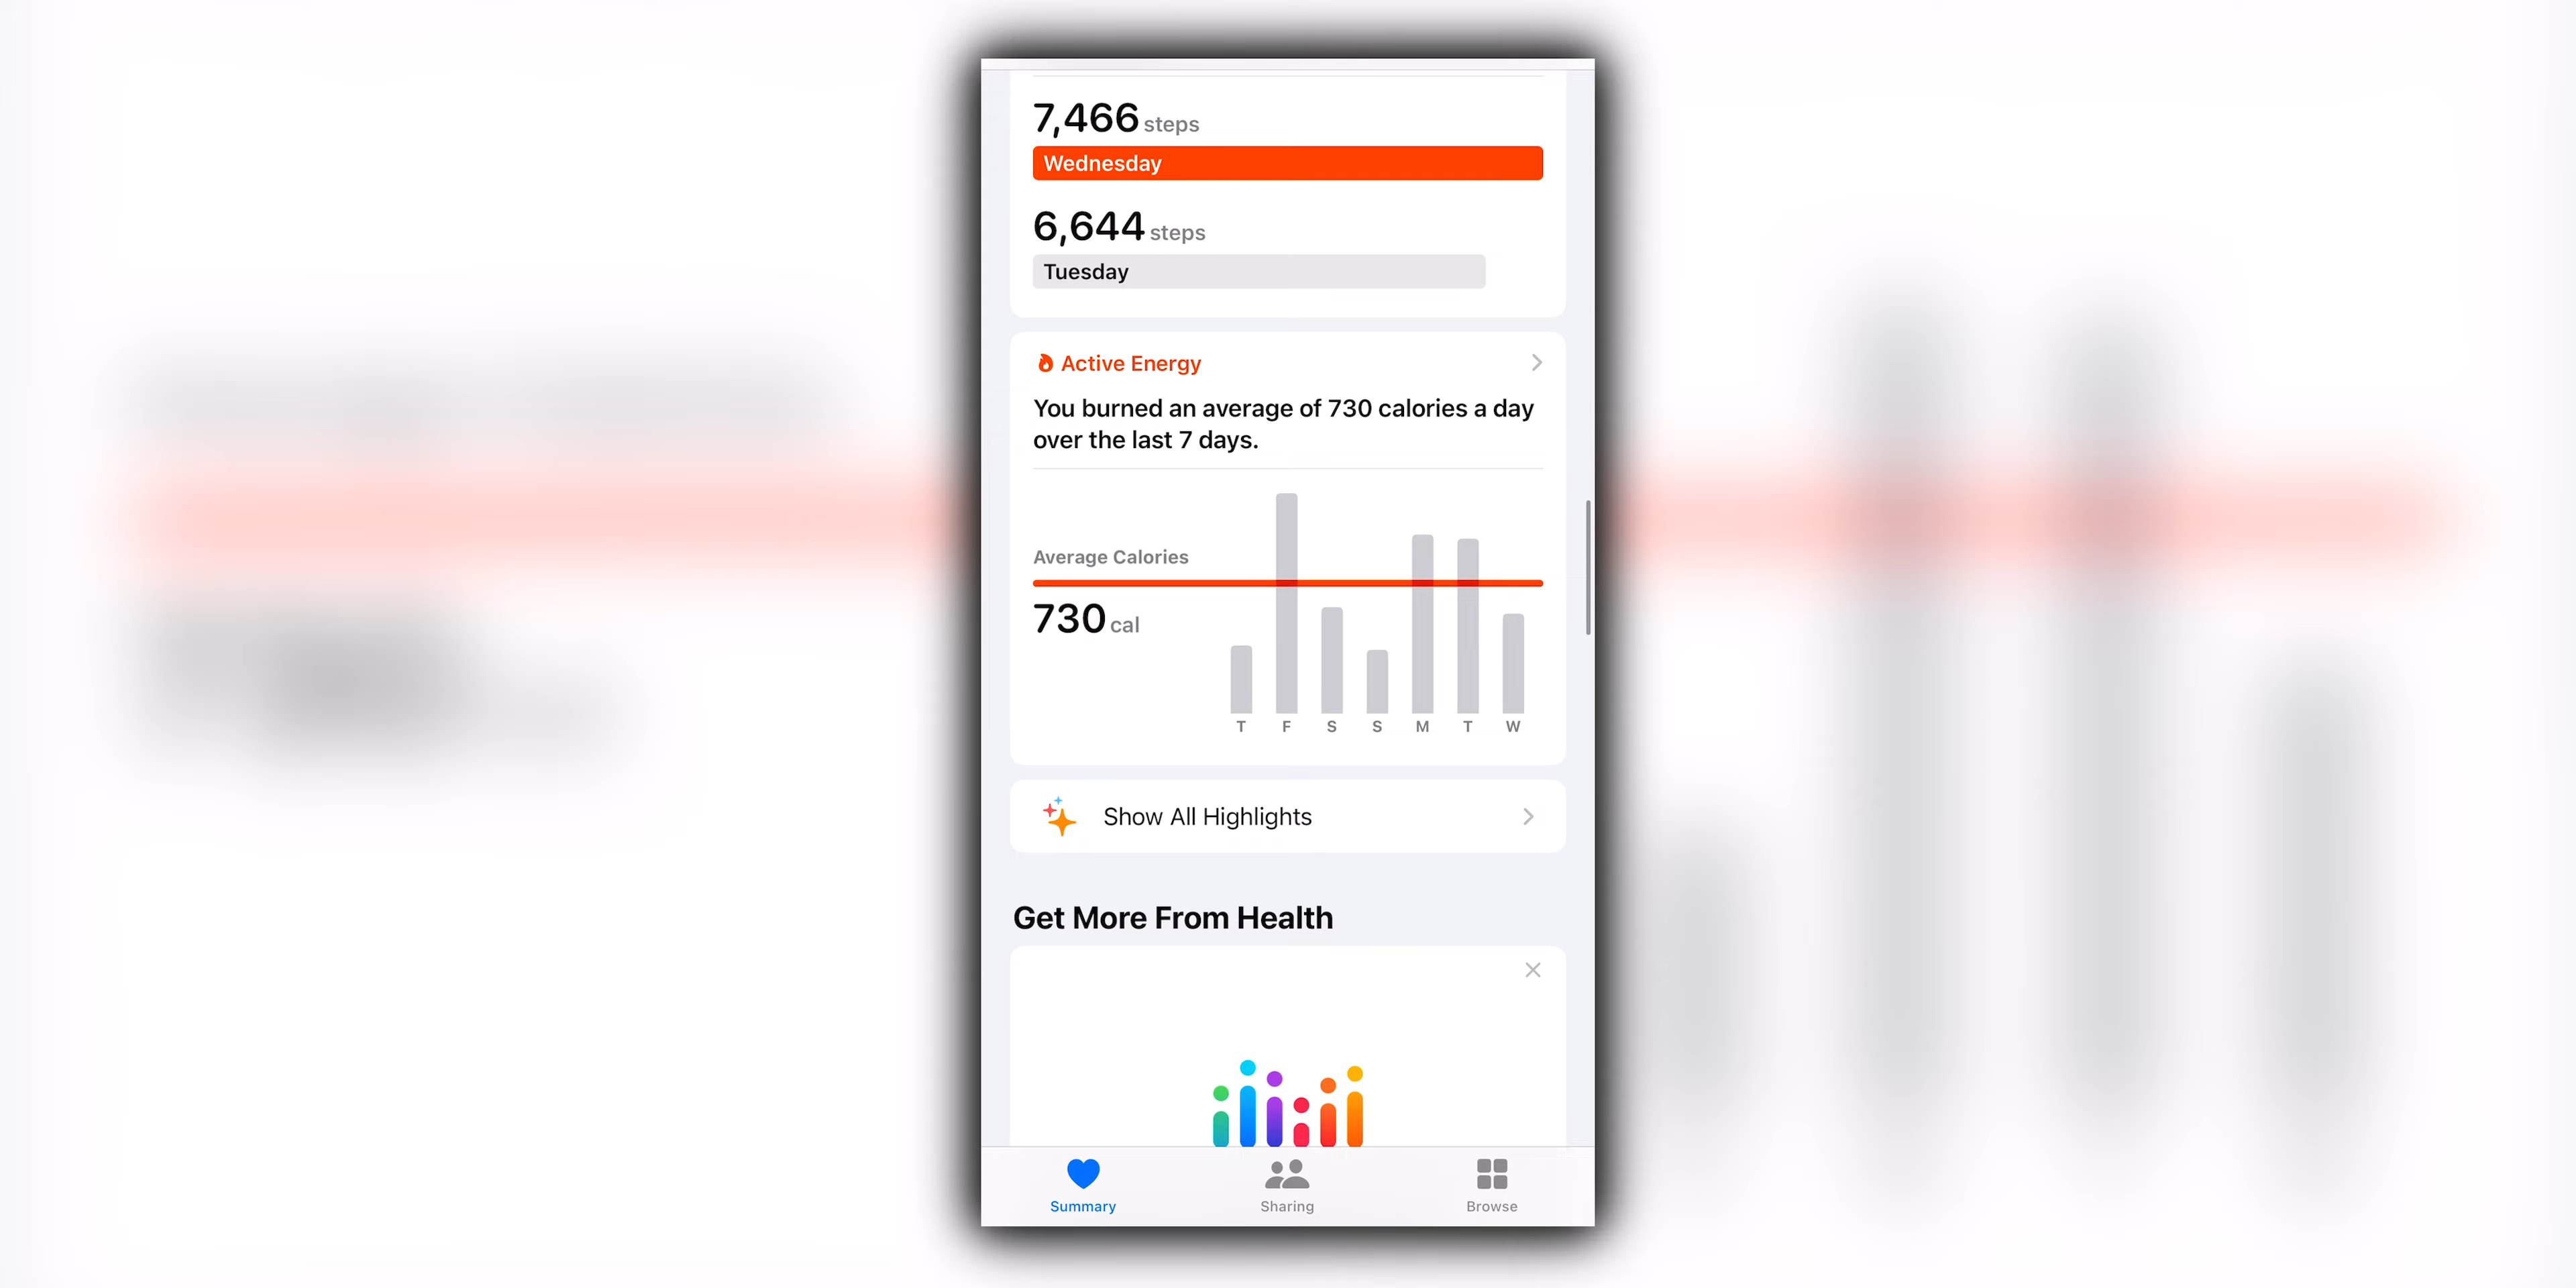 7,466 steps
Wednesday
6,644 steps
Tuesday
Active Energy
You burned an average of 730 calories a day
over the last 7 days.
Average Calories
730 cal
T F S S M T W
Show All Highlights
Get More From Health
Summary Sharing Browse